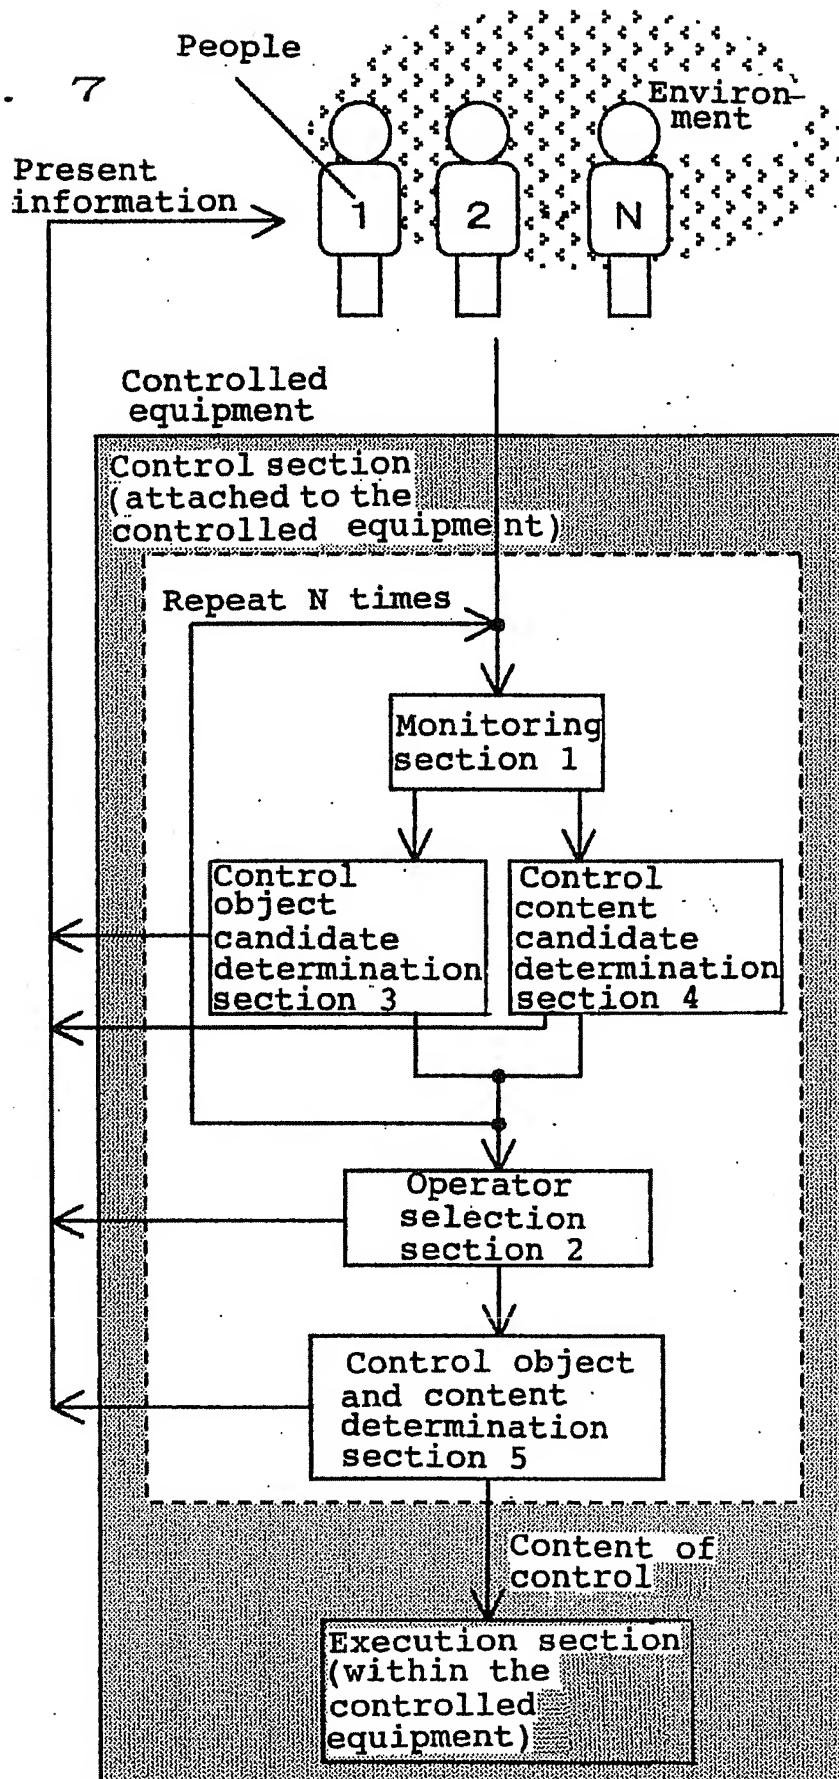 . 7
People
Environ-
ment
Present
information
1
2
N
Controlled
equipment
Control section
(attached to the
controlled equipment)
Repeat N times
Monitoring
section 1
Control
object
candidate
determination
section 3
Control
content
candidate
determination
section 4
Operator
selection
section 2
Control object
and content
determination
section 5
Content of
control
Execution section
(within the
controlled
equipment)